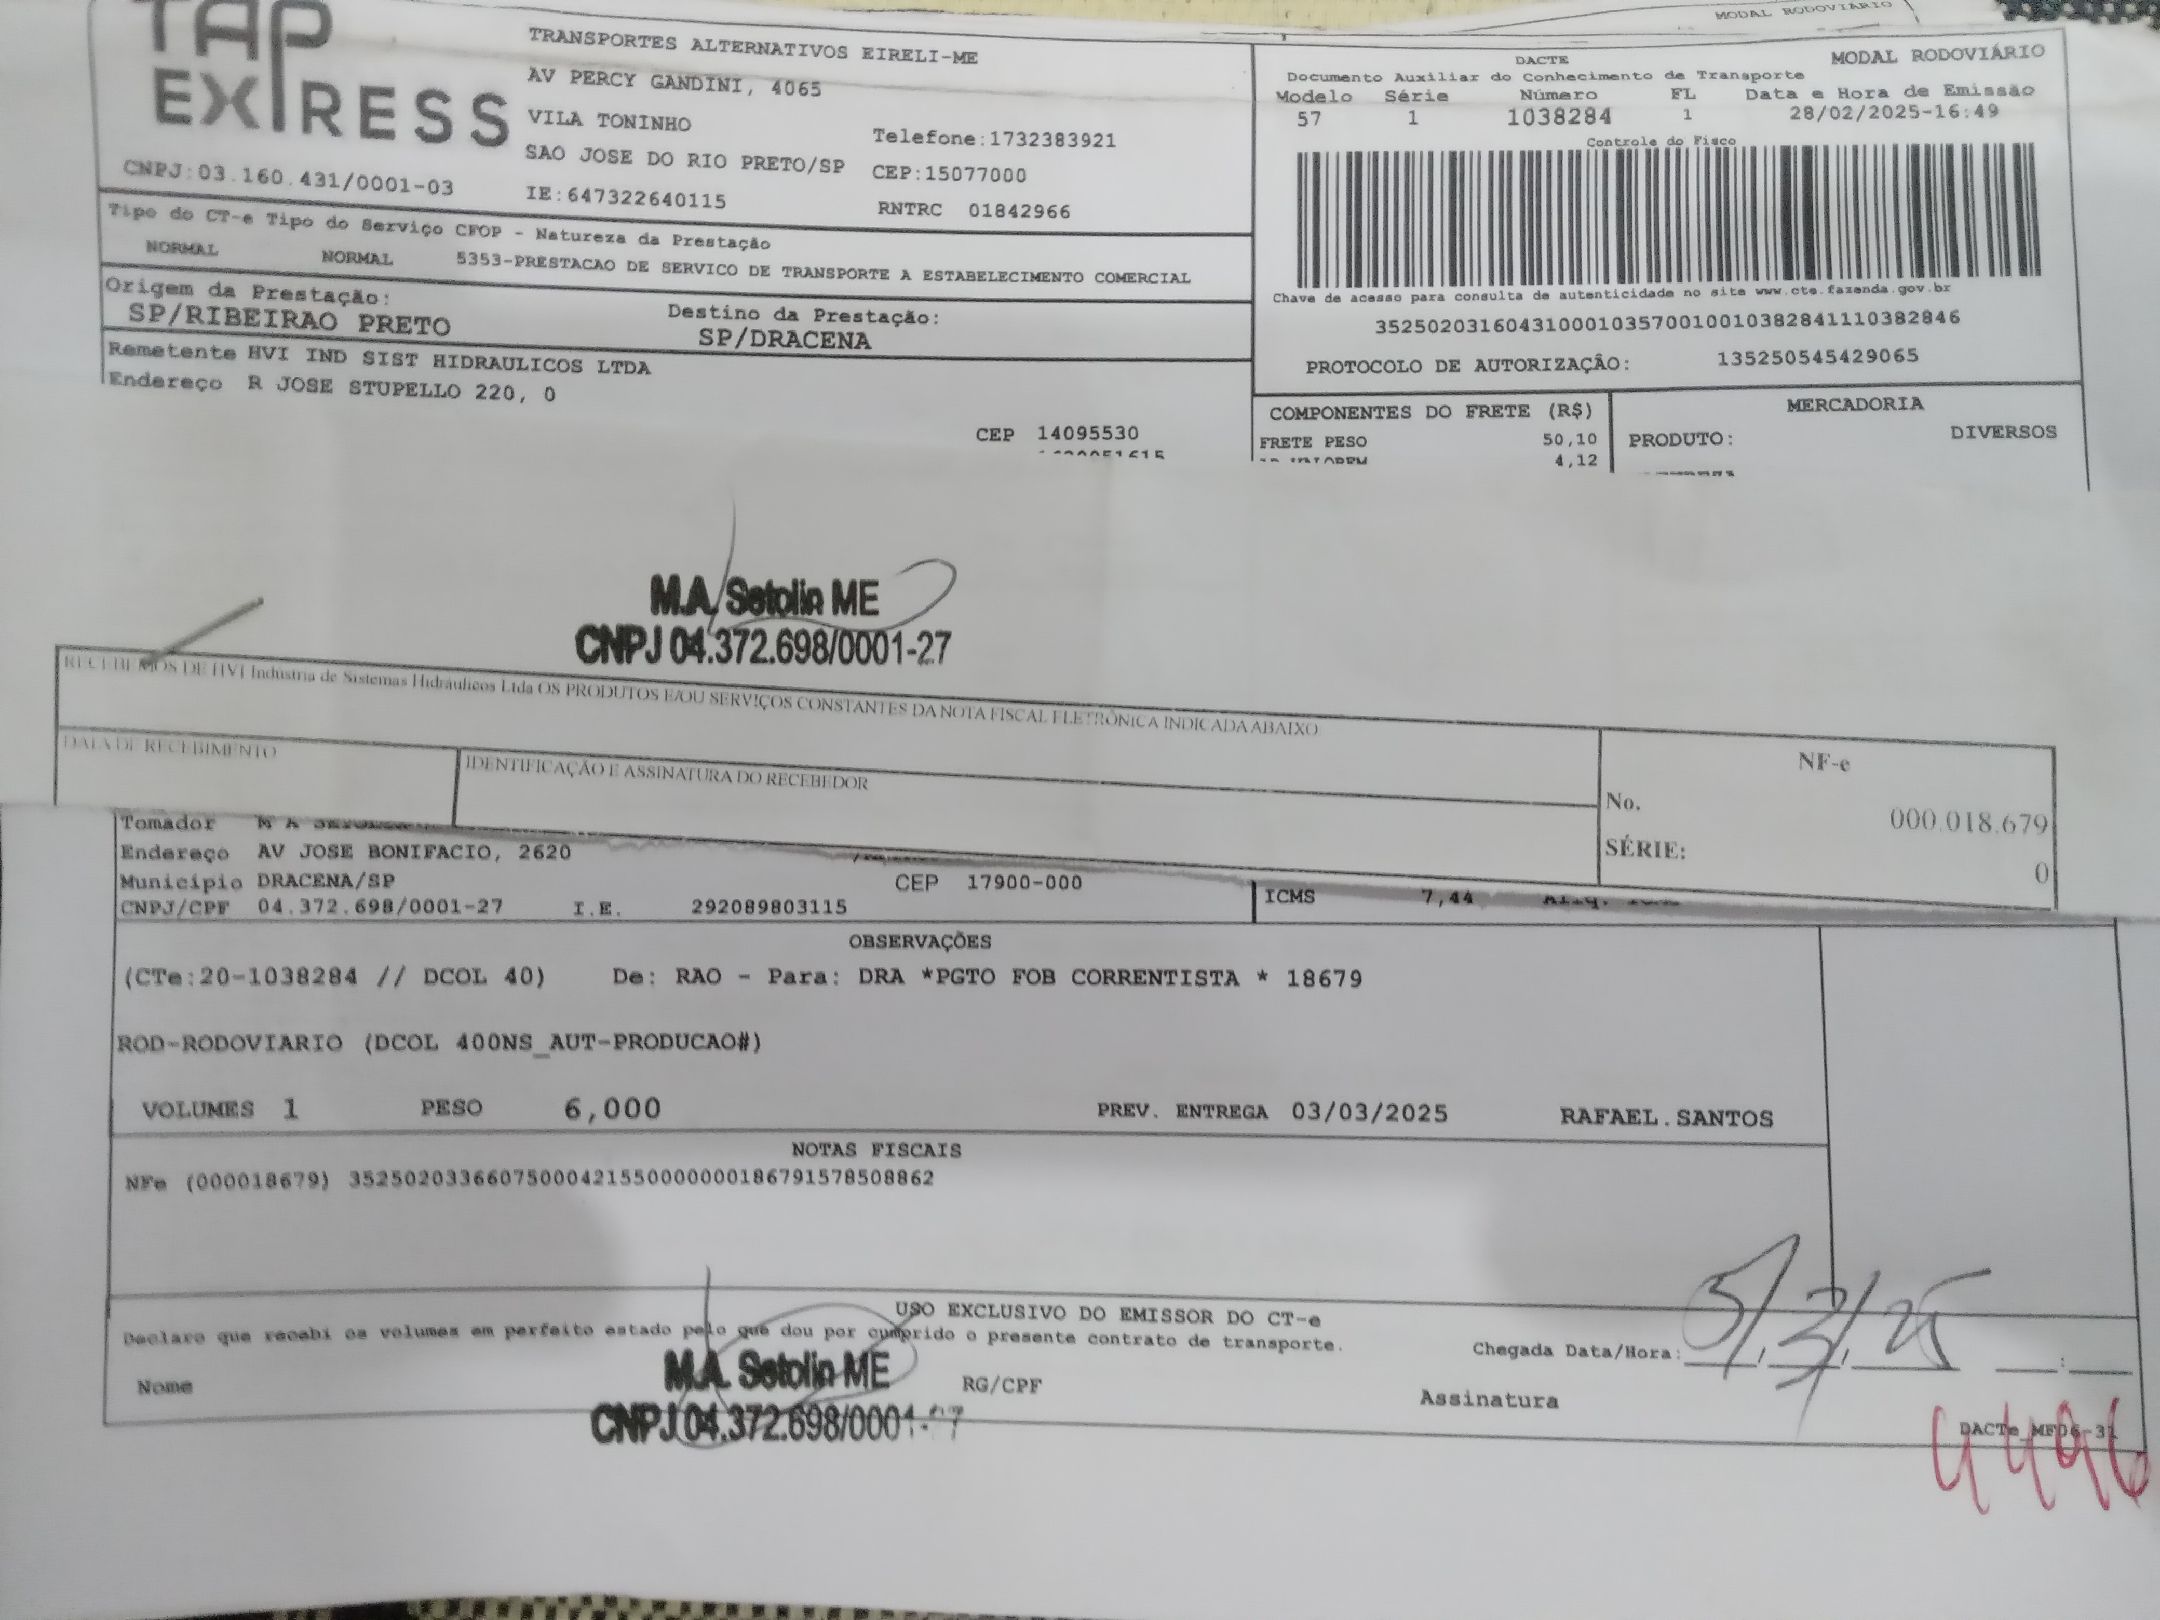 MODAL RODOVIÁRIO
TAP
EXPRESS
CNPJ:03.160.431/0001-03
TRANSPORTES ALTERNATIVOS EIRELI-ME
AV PERCY GANDINI, 4065
VILA TONINHO
SAO JOSE DO RIO PRETO/SP
IE:647322640115
Telefone:1732383921
CEP:15077000
RNTRC 01842966
DACTE MODAL RODOVIÁRIO
Documento Auxiliar do Conhecimento de Transporte
Modelo Série Número FL Data e Hora de Emissão
57 1 1038284 1 28/02/2025-16:49
Controle do Fisco
Chave de acesso para consulta de autenticidade no site www.cte.fazenda.gov.br
35250203160431000103570010010382841110382846
PROTOCOLO DE AUTORIZAÇÂO: 135250545429065
Tipo do CT-e Tipo do Serviço CFOP - Natureza da Prestação
NORMAL NORMAL 5353-PRESTACAO DE SERVICO DE TRANSPORTE A ESTABELECIMENTO COMERCIAL
Origem da Prestação: Destino da Prestação:
SP/RIBEIRAO PRETO SP/DRACENA
Remetente HVI IND SIST HIDRAULICOS LTDA
Endereço R JOSE STUPELLO 220, 0
CEP 14095530
COMPONENTES DO FRETE (R$)
FRETE PESO 50,10
4,12
MERCADORIA
PRODUTO: DIVERSOS
M.A. Setolin ME
CNPJ 04.372.698/0001-27
RECEBEMOS DE HVI Indústria de Sistemas Hidráulicos Ltda OS PRODUTOS E/OU SERVIÇOS CONSTANTES DA NOTA FISCAL ELETRÔNICA INDICADA ABAIXO
DATA DE RECEBIMENTO
IDENTIFICAÇÃO E ASSINATURA DO RECEBEDOR
NF-e
No. 000.018.679
SÉRIE: 0
Tomador M A
Endereço AV JOSE BONIFACIO, 2620
Município DRACENA/SP CEP 17900-000
CNPJ/CPF 04.372.698/0001-27 I.E. 292089803115
ICMS 7,44
OBSERVAÇÕES
(CTe:20-1038284 // DCOL 40) De: RAO - Para: DRA *PGTO FOB CORRENTISTA * 18679
ROD-RODOVIARIO (DCOL 400NS_AUT-PRODUCAO#)
VOLUMES 1 PESO 6,000 PREV. ENTREGA 03/03/2025 RAFAEL.SANTOS
NOTAS FISCAIS
NFe (000018679) 35250203366075000421550000000186791578508862
USO EXCLUSIVO DO EMISSOR DO CT-e
Declaro que recebi os volumes em perfeito estado pelo que dou por cumprido o presente contrato de transporte.
Chegada Data/Hora: 5/3/25
Nome RG/CPF Assinatura
M.A. Setolin ME
CNPJ 04.372.698/0001-27
DACTe_MFD6-31